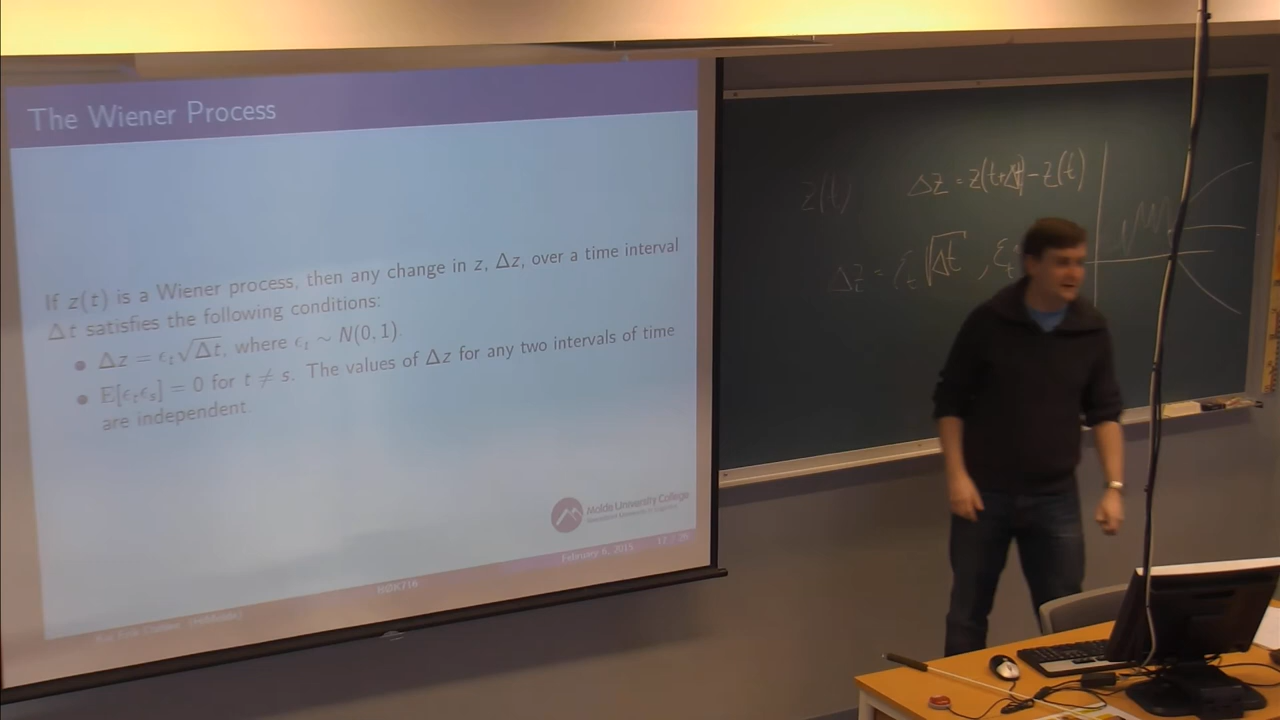 The Wiener Process
If z(t) is a Wiener process, then any change in z, Δz, over a time interval
Δt satisfies the following conditions:
• Δz = ϵₜ√Δt, where ϵₜ ∼ N(0, 1).
• E[ϵₜϵₛ] = 0 for t ≠ s. The values of Δz for any two intervals of time
are independent.
Molde University College
February 6, 2015
z(t)
Δz = z(t+Δt) - z(t)
Δz = εₜ √Δt , εₜ